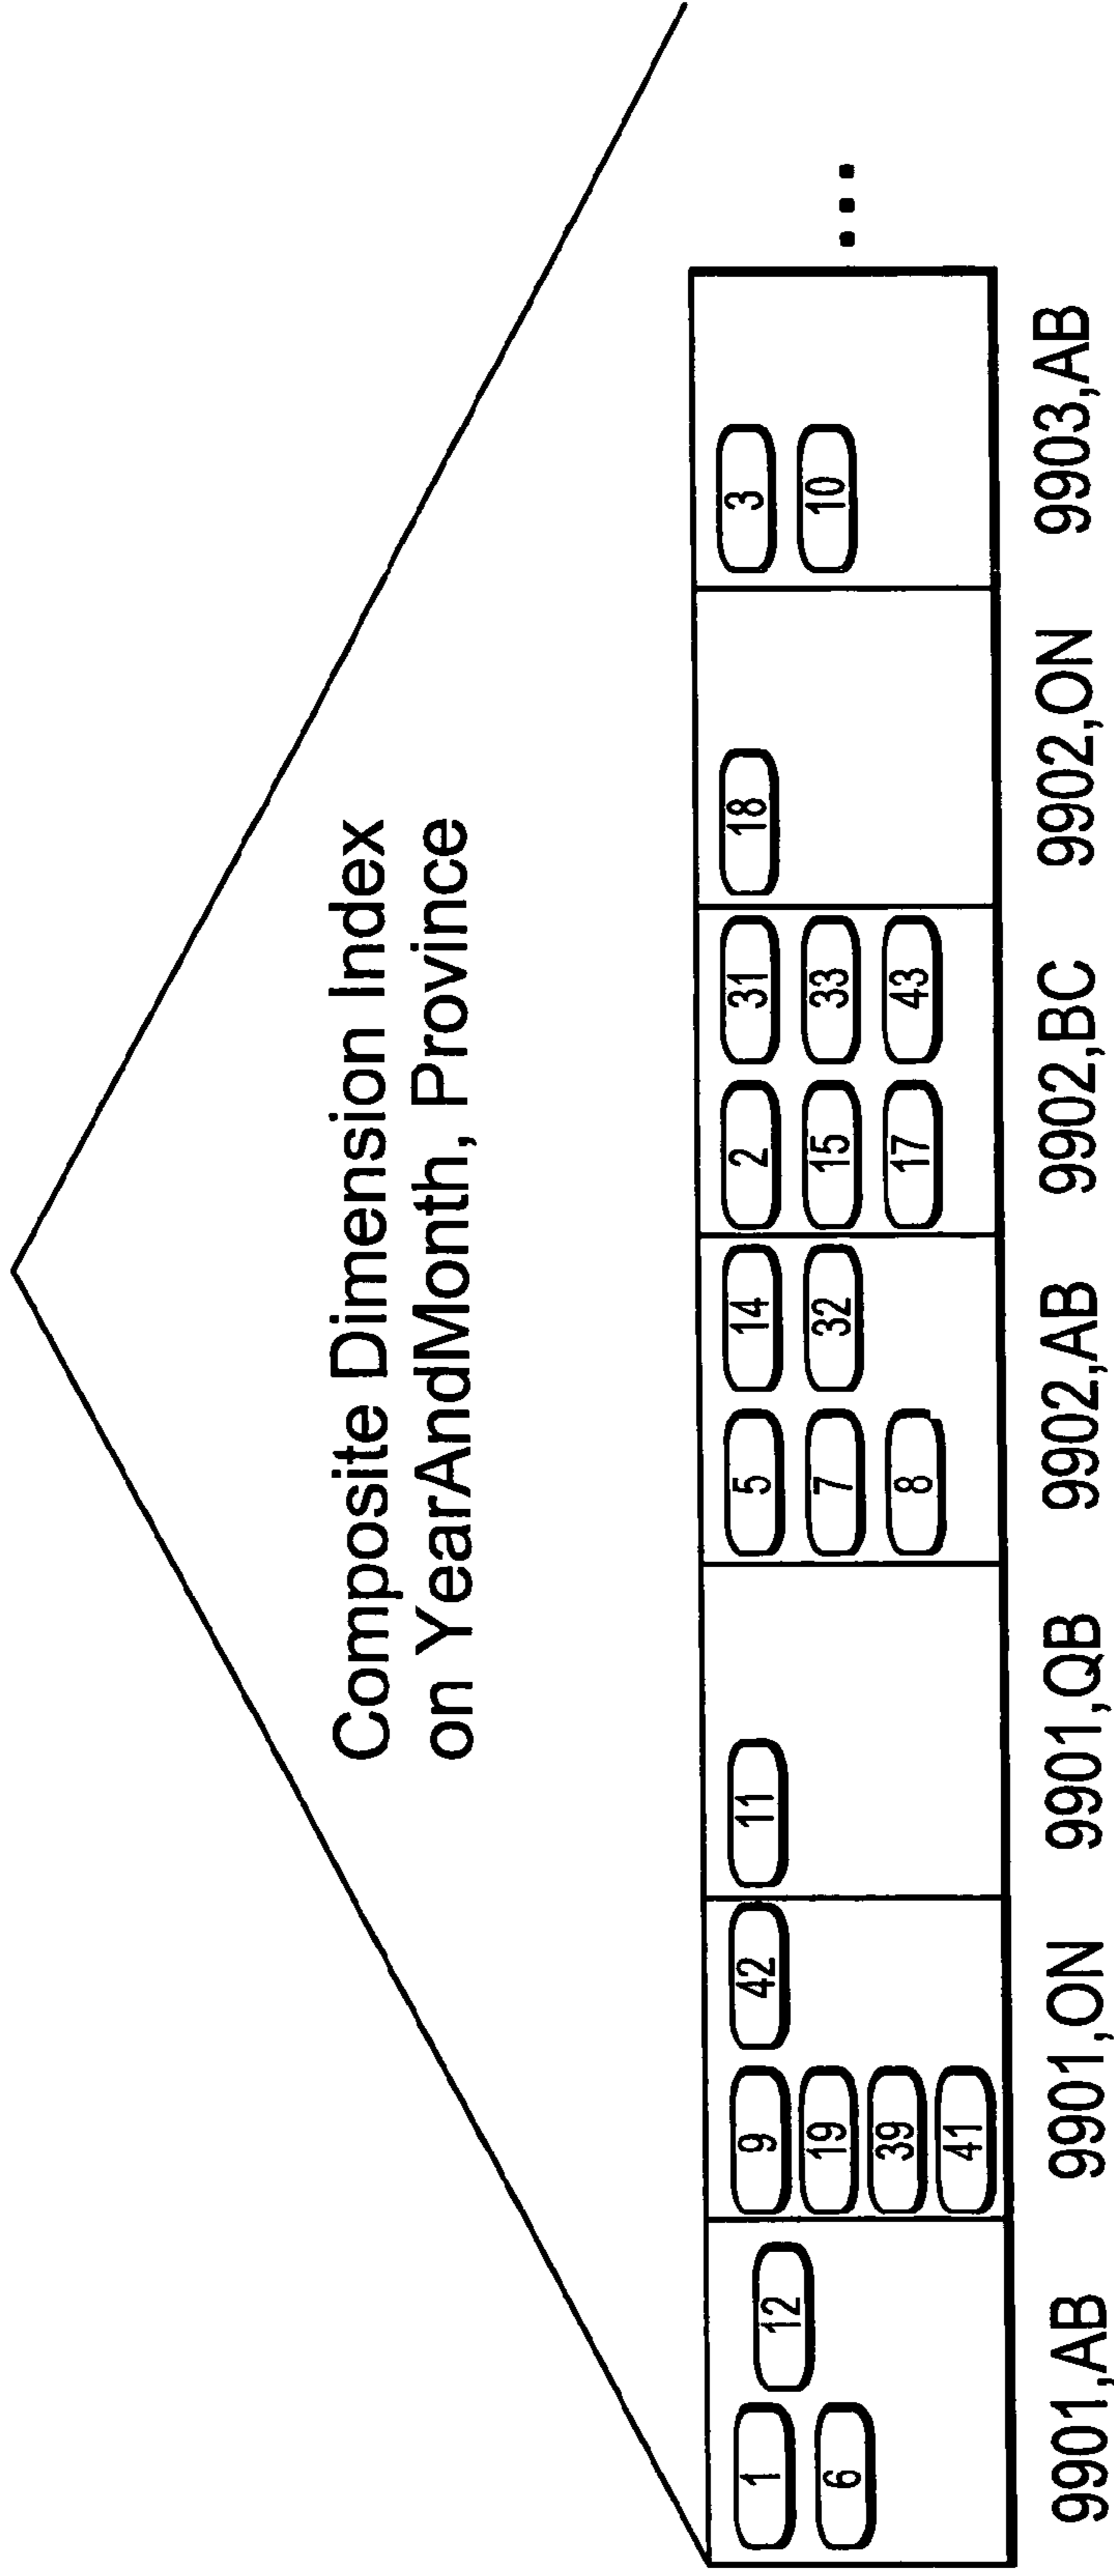 Composite Dimension Index
on YearAndMonth, Province
1 12 9 42 11 5 14 2 31 18 3
6 19 7 32 15 33 10
39 8 17 43
41
...
9901,AB 9901,ON 9901,QB 9902,AB 9902,BC 9902,ON 9903,AB